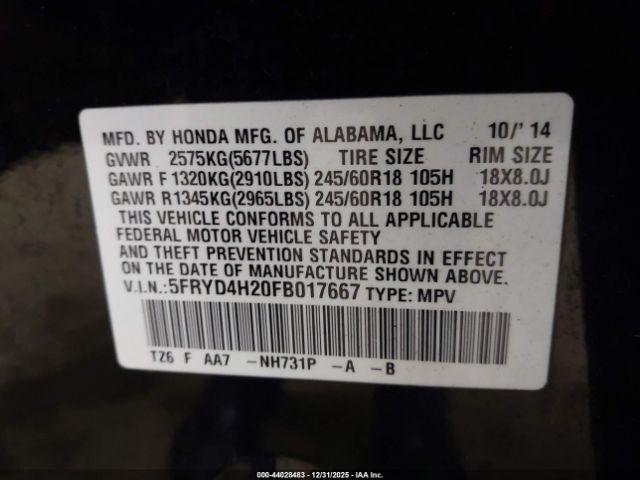 MFD. BY HONDA MFG. OF ALABAMA, LLC 10/'14
GVWR 2575KG(5677LBS) TIRE SIZE RIM SIZE
GAWR F 1320KG(2910LBS) 245/60R18 105H 18X8.0J
GAWR R1345KG(2965LBS) 245/60R18 105H 18X8.0J
THIS VEHICLE CONFORMS TO ALL APPLICABLE
FEDERAL MOTOR VEHICLE SAFETY
AND THEFT PREVENTION STANDARDS IN EFFECT
ON THE DATE OF MANUFACTURE SHOWN ABOVE.
V.I.N.:5FRYD4H20FB017667 TYPE: MPV
TZ6 F AA7 -NH731P -A -B
000-44028483 - 12/31/2025 - IAA Inc.